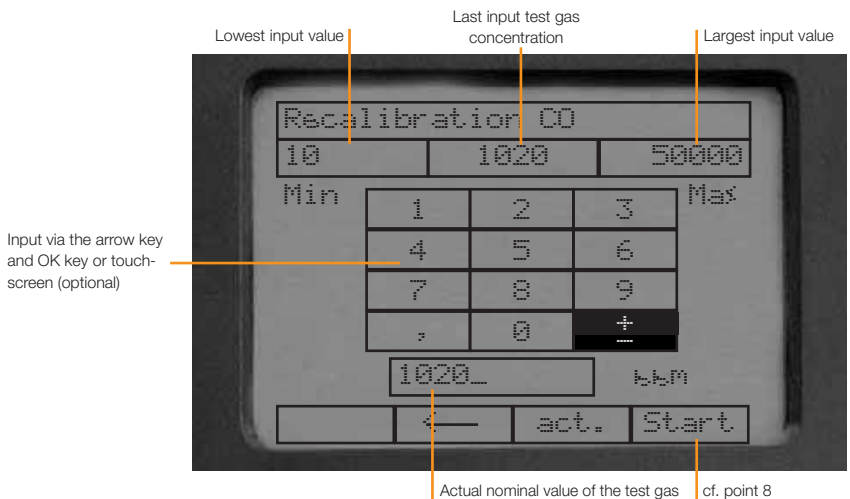 Last input test gas
concentration
Lowest input value
Largest input value
Recalibration CO
10 1020 50000
Min Max
1 2 3
4 5 6
7 8 9
, 0 + −
Input via the arrow key
and OK key or touch-
screen (optional)
1020_ ppm
← act. Start
Actual nominal value of the test gas
cf. point 8